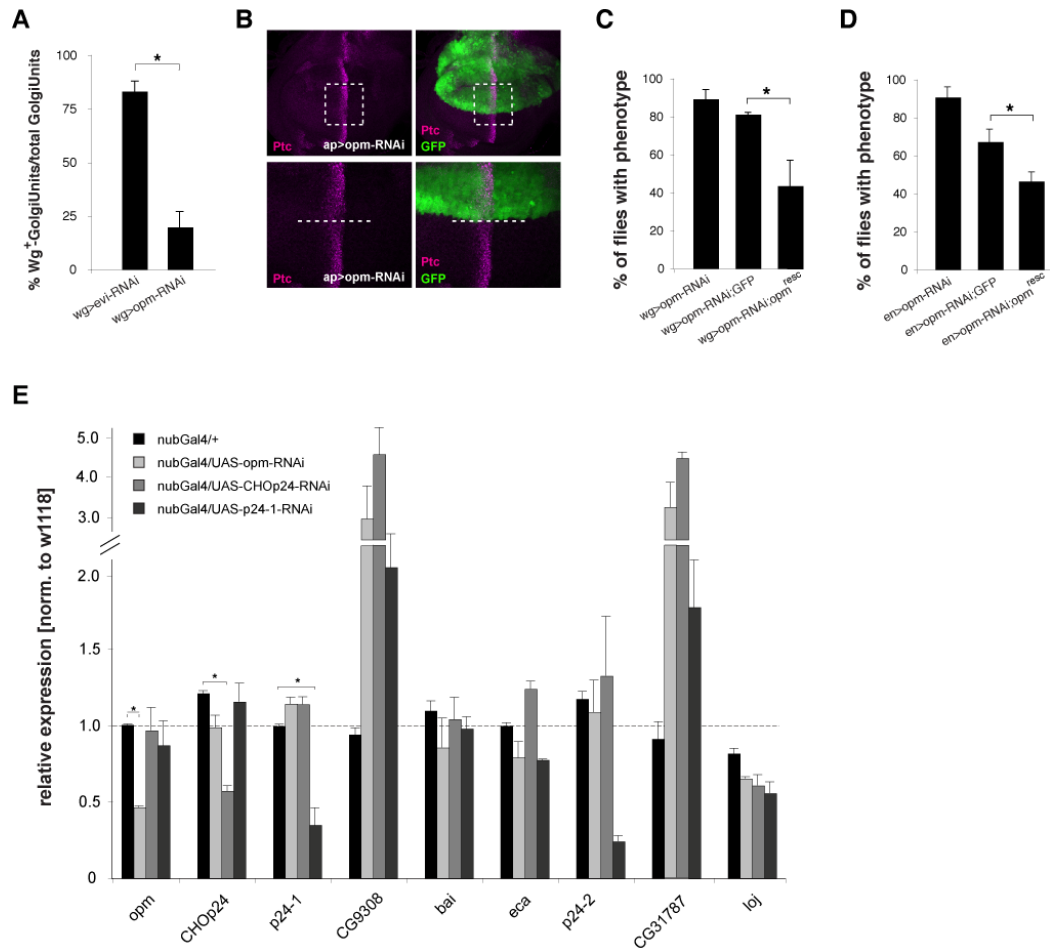 A
% Wg+-GolgiUnits/total GolgiUnits
100
75
50
25
0
*
wg>evi-RNAi
wg>opm-RNAi
B
Ptc
ap>opm-RNAi
Ptc
GFP
Ptc
ap>opm-RNAi
Ptc
GFP
C
% of flies with phenotype
100
80
60
40
20
0
*
wg>opm-RNAi
wg>opm-RNAi;GFP
wg>opm-RNAi;opm resc
D
% of flies with phenotype
100
80
60
40
20
0
*
en>opm-RNAi
en>opm-RNAi;GFP
en>opm-RNAi;opm resc
E
relative expression [norm. to w1118]
5.0
4.0
3.0
2.0
1.5
1.0
0.5
0
nubGal4/+
nubGal4/UAS-opm-RNAi
nubGal4/UAS-CHOp24-RNAi
nubGal4/UAS-p24-1-RNAi
*
*
*
opm
CHOp24
p24-1
CG9308
bai
eca
p24-2
CG31787
loj